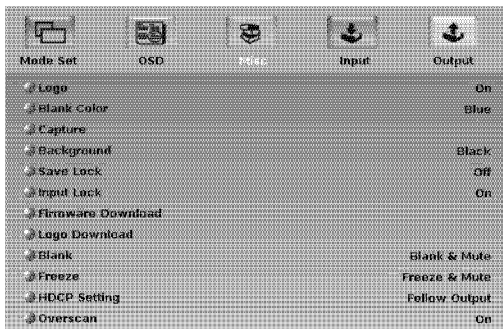 Mode Set OSD Misc Input Output
Logo On
Blank Color Blue
Capture
Background Black
Save Lock Off
Input Lock On
Firmware Download
Logo Download
Blank Blank & Mute
Freeze Freeze & Mute
HDCP Setting Follow Output
Overscan On